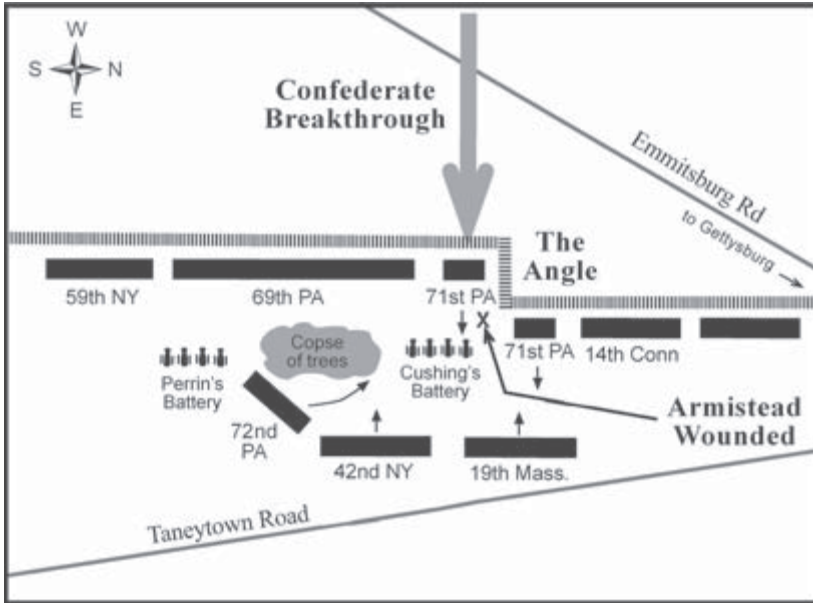 W
S N
E
Confederate
Breakthrough
Emmitsburg Rd
to Gettysburg
The
Angle
59th NY
69th PA
71st PA
X
71st PA
14th Conn
Copse
of trees
Perrin's
Battery
Cushing's
Battery
72nd
PA
42nd NY
19th Mass.
Armistead
Wounded
Taneytown Road